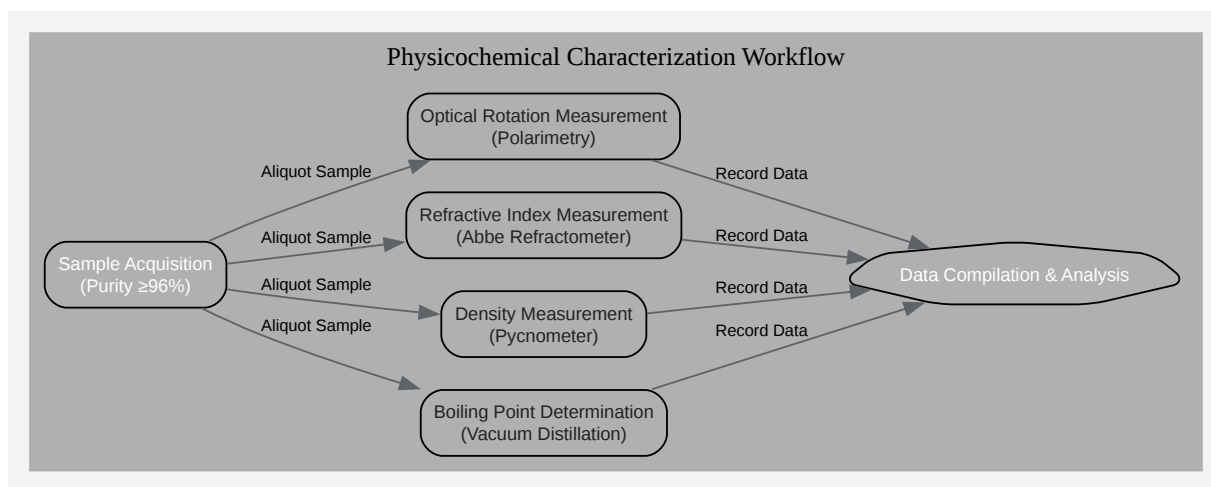 Physicochemical Characterization Workflow
Optical Rotation Measurement
(Polarimetry)
Aliquot Sample
Record Data
Refractive Index Measurement
(Abbe Refractometer)
Aliquot Sample
Record Data
Sample Acquisition
(Purity ≥96%)
Data Compilation & Analysis
Aliquot Sample
Record Data
Density Measurement
(Pycnometer)
Aliquot Sample
Record Data
Boiling Point Determination
(Vacuum Distillation)